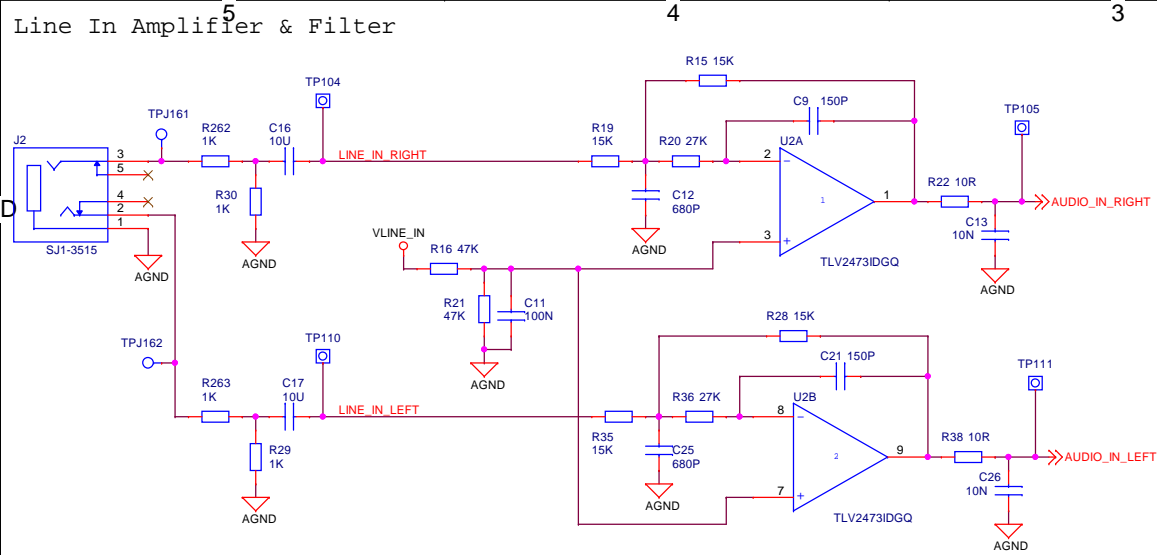 5
4
3
Line In Amplifier & Filter
D
J2
3
5
4
2
1
SJ1-3515
AGND
TPJ161
R262
1K
C16
10U
TP104
LINE_IN_RIGHT
R30
1K
AGND
R19
15K
R15 15K
R20 27K
C9 150P
C12
680P
AGND
U2A
2
3
1
1
TLV2473IDGQ
R22 10R
TP105
C13
10N
AGND
AUDIO_IN_RIGHT
VLINE_IN
R16 47K
R21
47K
C11
100N
AGND
TPJ162
R263
1K
C17
10U
TP110
LINE_IN_LEFT
R29
1K
AGND
R35
15K
R28 15K
R36 27K
C21 150P
C25
680P
AGND
U2B
8
7
2
9
TLV2473IDGQ
R38 10R
TP111
C26
10N
AGND
AUDIO_IN_LEFT